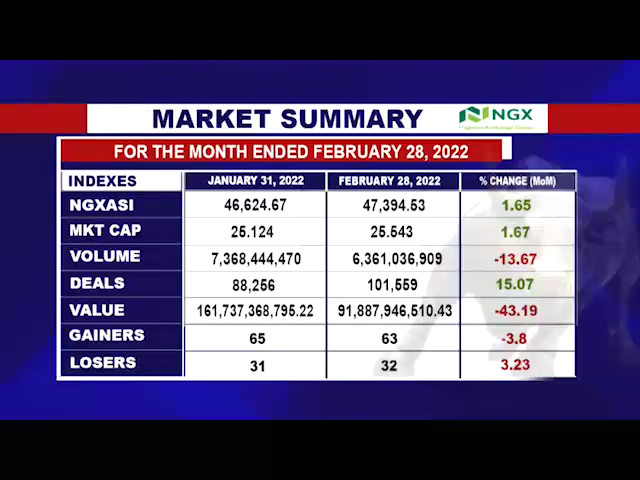 MARKET SUMMARY
NGX
FOR THE MONTH ENDED FEBRUARY 28, 2022
INDEXES JANUARY 31, 2022 FEBRUARY 28, 2022 % CHANGE (MoM)
NGXASI 46,624.67 47,394.53 1.65
MKT CAP 25.124 25.543 1.67
VOLUME 7,368,444,470 6,361,036,909 -13.67
DEALS 88,256 101,559 15.07
VALUE 161,737,368,795.22 91,887,946,510.43 -43.19
GAINERS 65 63 -3.8
LOSERS 31 32 3.23